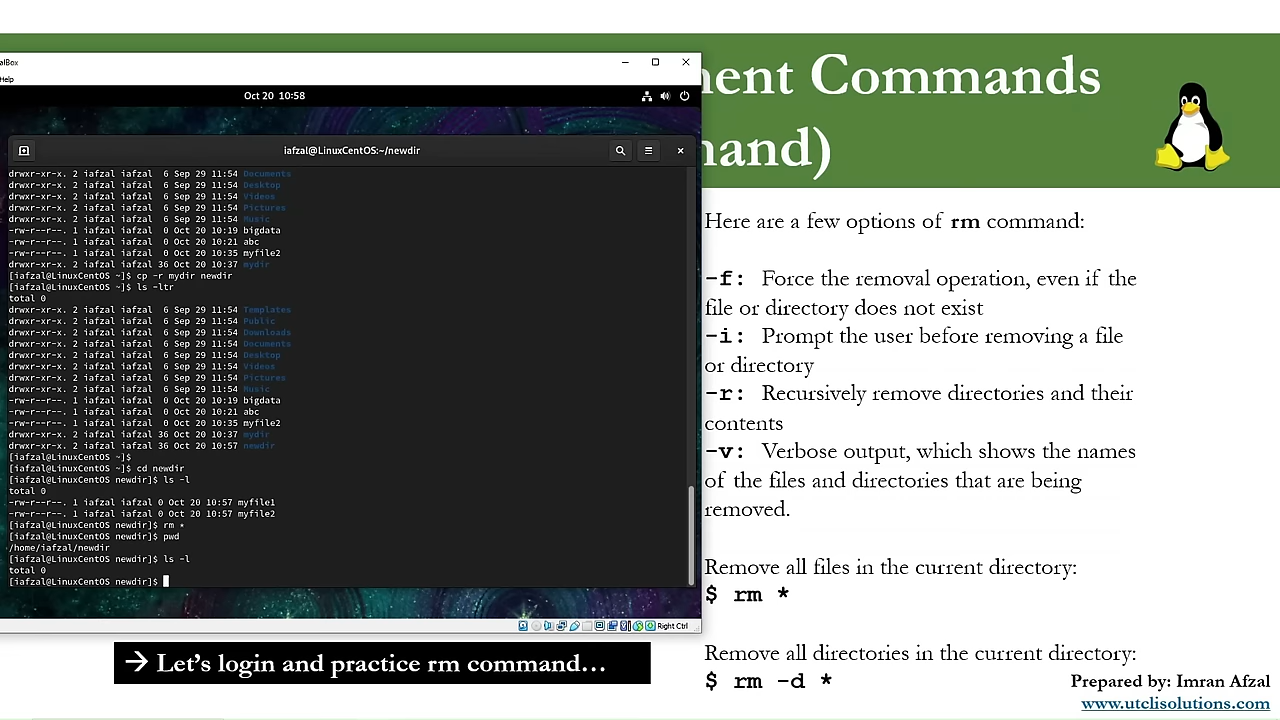 alBox
Help
Oct 20 10:58
iafzal@LinuxCentOS:~/newdir
drwxr-xr-x. 2 iafzal iafzal  6 Sep 29 11:54 Documents
drwxr-xr-x. 2 iafzal iafzal  6 Sep 29 11:54 Desktop
drwxr-xr-x. 2 iafzal iafzal  6 Sep 29 11:54 Videos
drwxr-xr-x. 2 iafzal iafzal  6 Sep 29 11:54 Pictures
drwxr-xr-x. 2 iafzal iafzal  6 Sep 29 11:54 Music
-rw-r--r--. 1 iafzal iafzal  0 Oct 20 10:19 bigdata
-rw-r--r--. 1 iafzal iafzal  0 Oct 20 10:21 abc
-rw-r--r--. 1 iafzal iafzal  0 Oct 20 10:35 myfile2
drwxr-xr-x. 2 iafzal iafzal 36 Oct 20 10:37 mydir
[iafzal@LinuxCentOS ~]$ cp -r mydir newdir
[iafzal@LinuxCentOS ~]$ ls -ltr
total 0
drwxr-xr-x. 2 iafzal iafzal  6 Sep 29 11:54 Templates
drwxr-xr-x. 2 iafzal iafzal  6 Sep 29 11:54 Public
drwxr-xr-x. 2 iafzal iafzal  6 Sep 29 11:54 Downloads
drwxr-xr-x. 2 iafzal iafzal  6 Sep 29 11:54 Documents
drwxr-xr-x. 2 iafzal iafzal  6 Sep 29 11:54 Desktop
drwxr-xr-x. 2 iafzal iafzal  6 Sep 29 11:54 Videos
drwxr-xr-x. 2 iafzal iafzal  6 Sep 29 11:54 Pictures
drwxr-xr-x. 2 iafzal iafzal  6 Sep 29 11:54 Music
-rw-r--r--. 1 iafzal iafzal  0 Oct 20 10:19 bigdata
-rw-r--r--. 1 iafzal iafzal  0 Oct 20 10:21 abc
-rw-r--r--. 1 iafzal iafzal  0 Oct 20 10:35 myfile2
drwxr-xr-x. 2 iafzal iafzal 36 Oct 20 10:37 mydir
drwxr-xr-x. 2 iafzal iafzal 36 Oct 20 10:57 newdir
[iafzal@LinuxCentOS ~]$
[iafzal@LinuxCentOS ~]$ cd newdir
[iafzal@LinuxCentOS newdir]$ ls -l
total 0
-rw-r--r--. 1 iafzal iafzal 0 Oct 20 10:57 myfile1
-rw-r--r--. 1 iafzal iafzal 0 Oct 20 10:57 myfile2
[iafzal@LinuxCentOS newdir]$ rm *
[iafzal@LinuxCentOS newdir]$ pwd
/home/iafzal/newdir
[iafzal@LinuxCentOS newdir]$ ls -l
total 0
[iafzal@LinuxCentOS newdir]$
Right Ctrl
→ Let's login and practice rm command…
nent Commands
nand)
Here are a few options of rm command:
-f: Force the removal operation, even if the
file or directory does not exist
-i: Prompt the user before removing a file
or directory
-r: Recursively remove directories and their
contents
-v: Verbose output, which shows the names
of the files and directories that are being
removed.
Remove all files in the current directory:
$ rm *
Remove all directories in the current directory:
$ rm -d *
Prepared by: Imran Afzal
www.utclisolutions.com